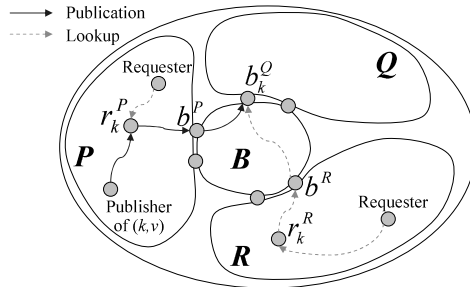 Publication
Lookup
Requester
Q
b_k^Q
r_k^P
b^P
P
B
Publisher
of (k,v)
b^R
Requester
r_k^R
R